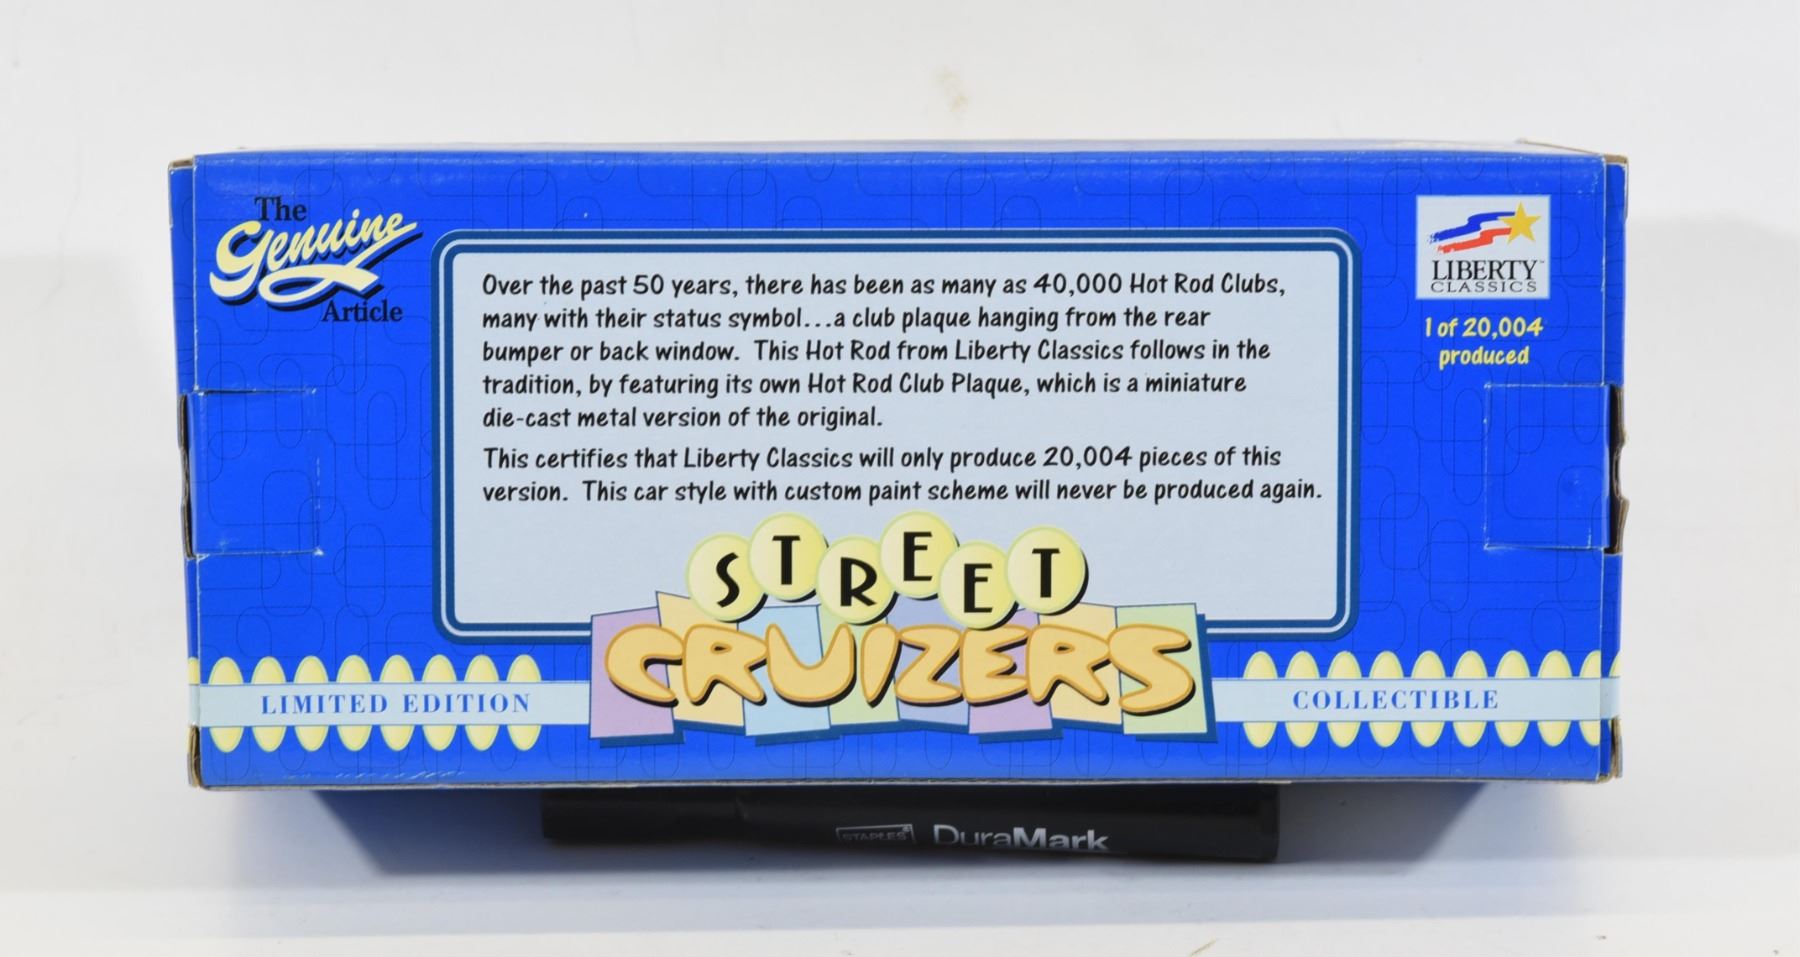 The
Genuine
Article
Over the past 50 years, there has been as many as 40,000 Hot Rod Clubs,
many with their status symbol...a club plaque hanging from the rear
bumper or back window. This Hot Rod from Liberty Classics follows in the
tradition, by featuring its own Hot Rod Club Plaque, which is a miniature
die-cast metal version of the original.
This certifies that Liberty Classics will only produce 20,004 pieces of this
version. This car style with custom paint scheme will never be produced again.
LIBERTY™
CLASSICS
1 of 20,004
produced
STREET
CRUIZERS
LIMITED EDITION
COLLECTIBLE
STAPLES DuraMark